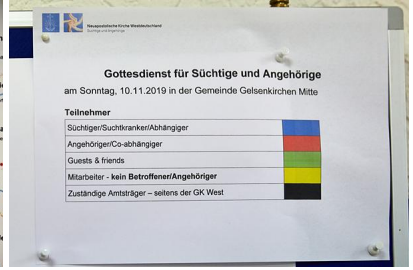 Neuapostolische Kirche Westdeutschland
Süchtige und Angehörige
Gottesdienst für Süchtige und Angehörige
am Sonntag, 10.11.2019 in der Gemeinde Gelsenkirchen Mitte
Teilnehmer
Süchtiger/Suchtkranker/Abhängiger
Angehöriger/Co-abhängiger
Guests & friends
Mitarbeiter - kein Betroffener/Angehöriger
Zuständige Amtsträger – seitens der GK West